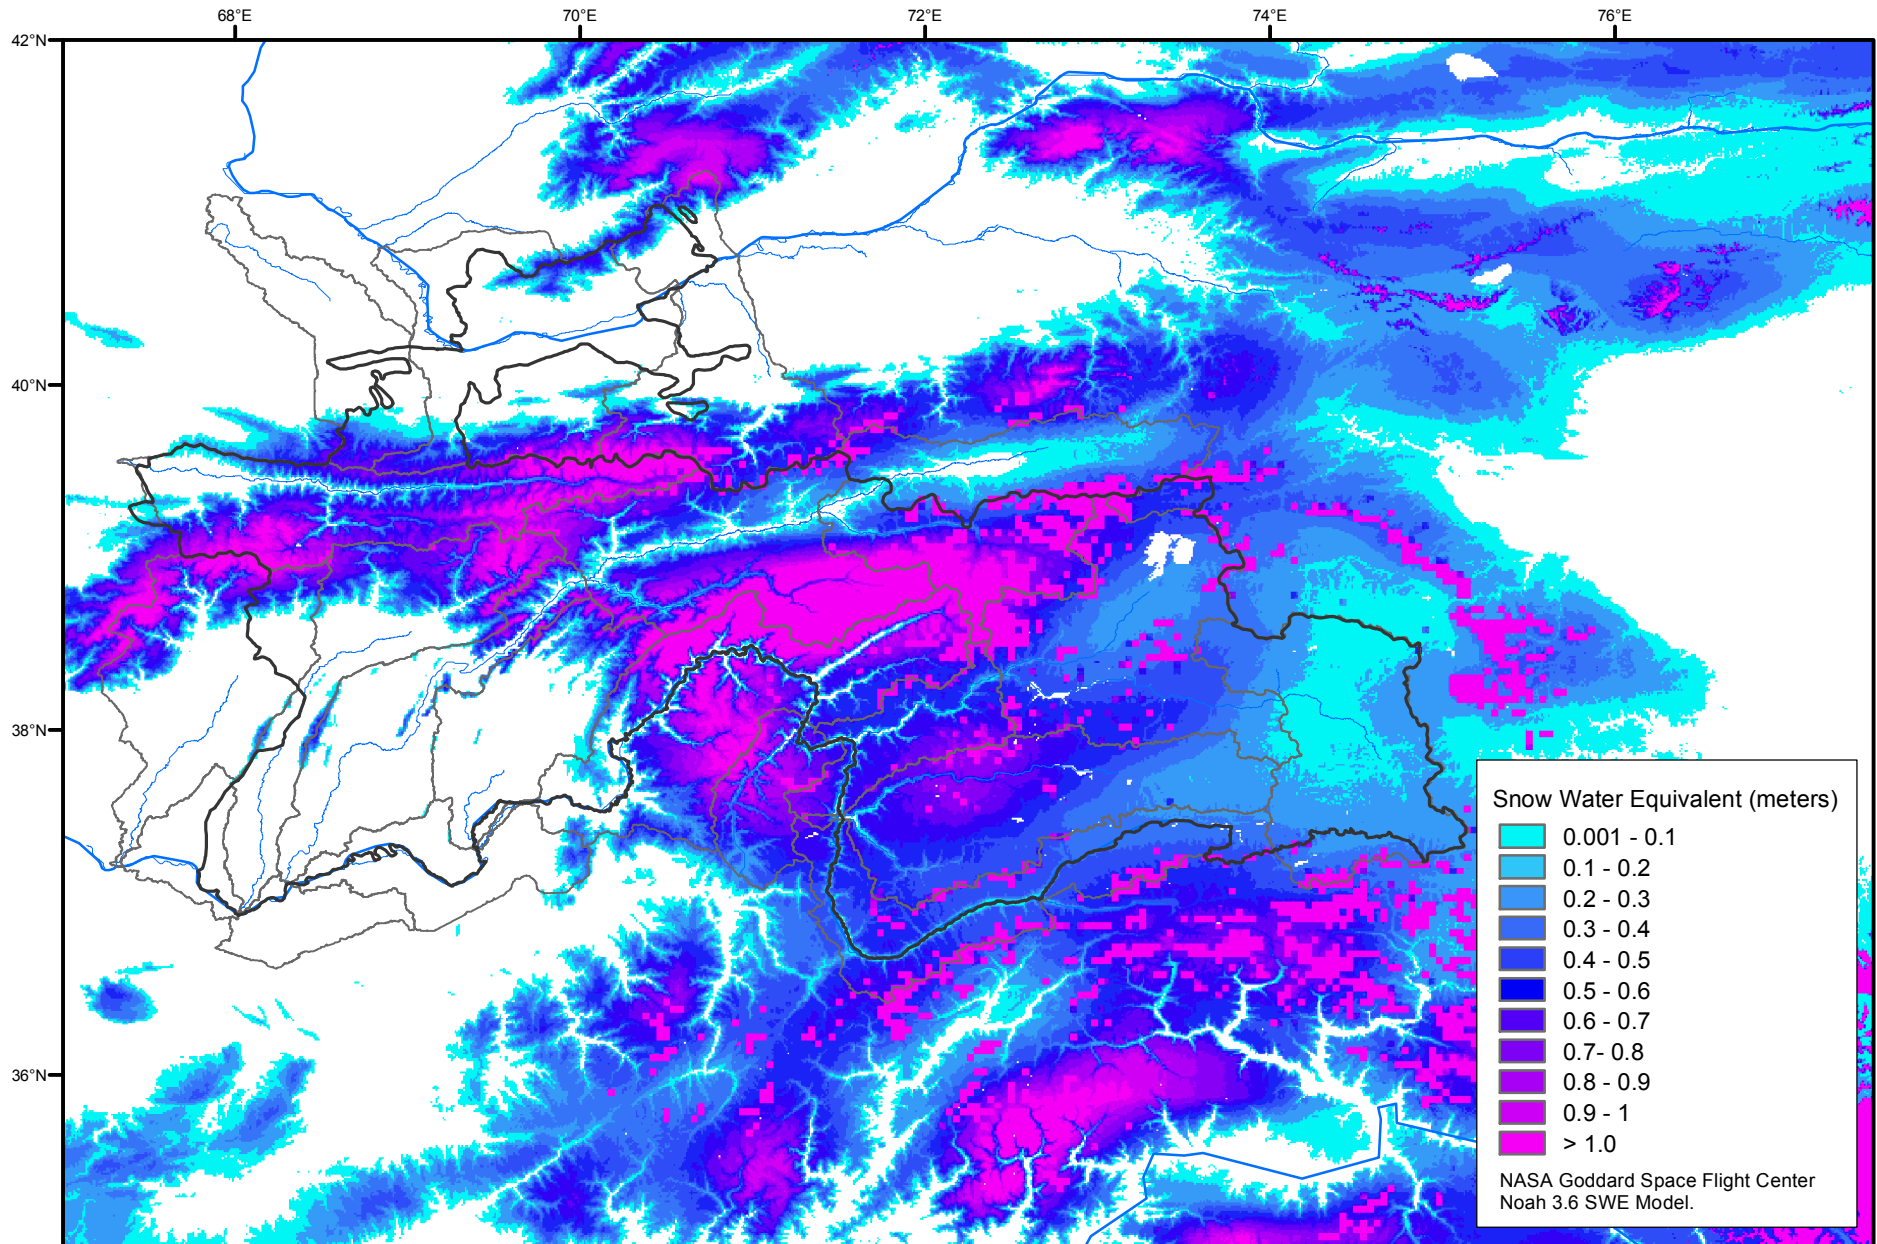 68°E 70°E 72°E 74°E 76°E
42°N
40°N
38°N
36°N
Snow Water Equivalent (meters)
0.001 - 0.1
0.1 - 0.2
0.2 - 0.3
0.3 - 0.4
0.4 - 0.5
0.5 - 0.6
0.6 - 0.7
0.7- 0.8
0.8 - 0.9
0.9 - 1
> 1.0
NASA Goddard Space Flight Center
Noah 3.6 SWE Model.